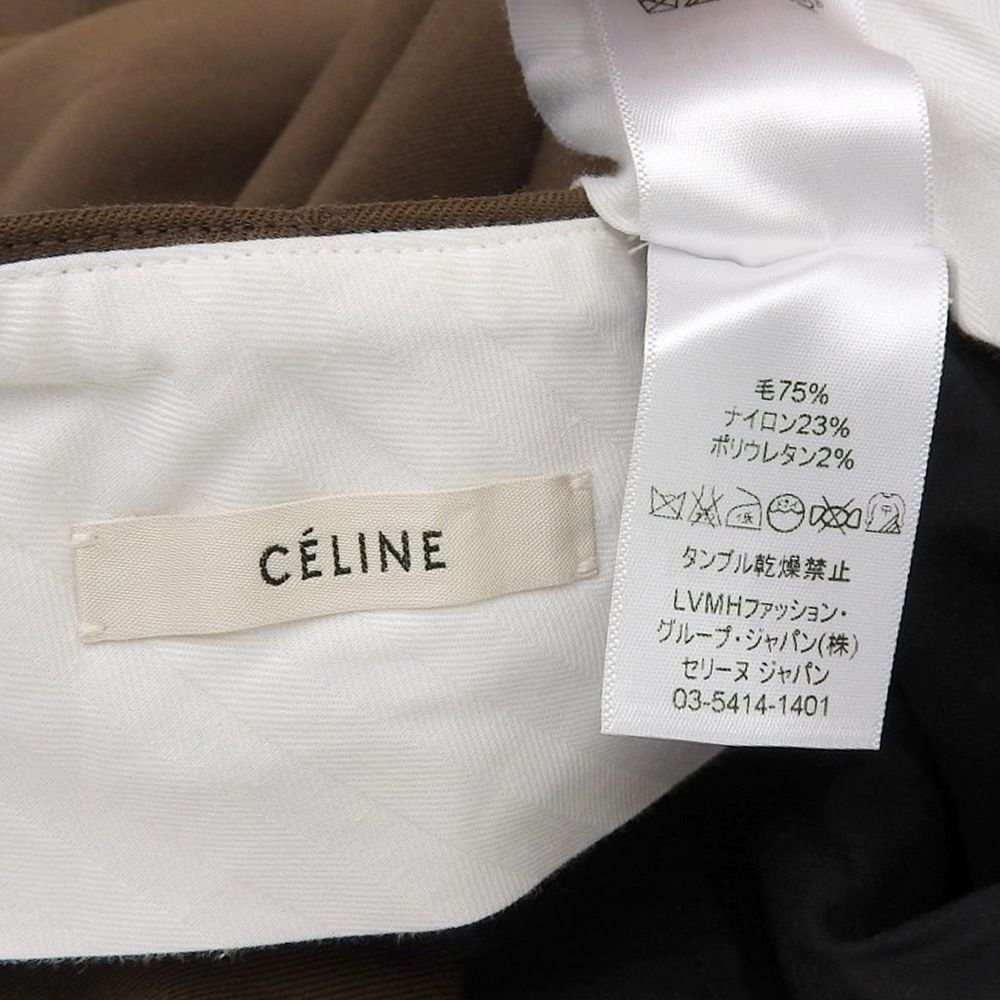 CÉLINE
毛75%
ナイロン23%
ポリウレタン2%
タンブル乾燥禁止
LVMHファッション・
グループ・ジャパン(株)
セリーヌ ジャパン
03-5414-1401